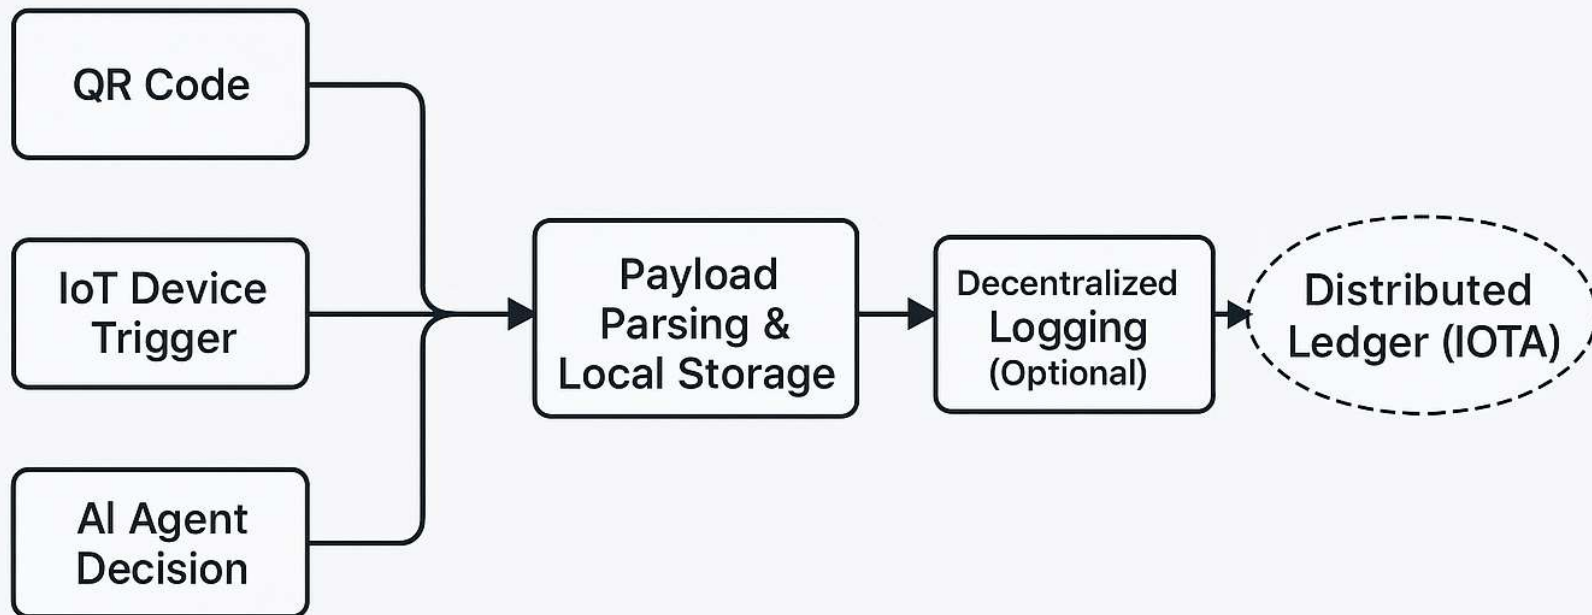 QR Code
IoT Device
Trigger
AI Agent
Decision
Payload
Parsing &
Local Storage
Decentralized
Logging
(Optional)
Distributed
Ledger (IOTA)